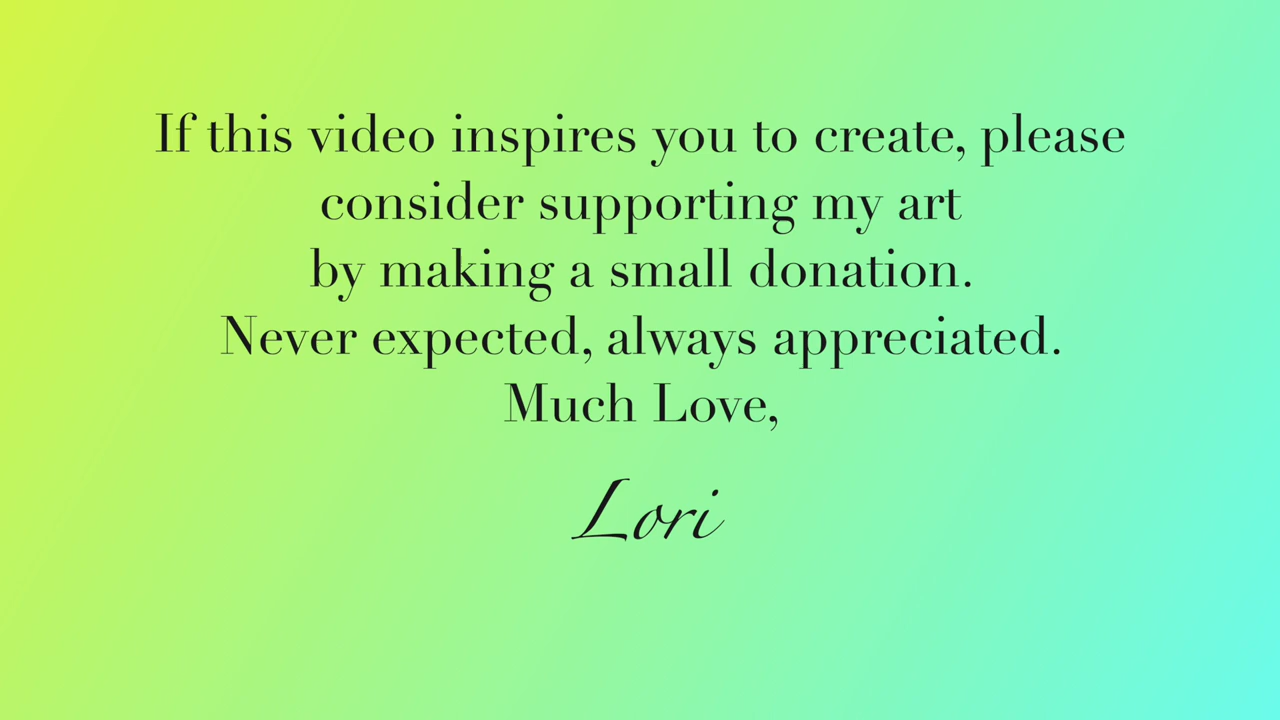 If this video inspires you to create, please
consider supporting my art
by making a small donation.
Never expected, always appreciated.
Much Love,
Lori